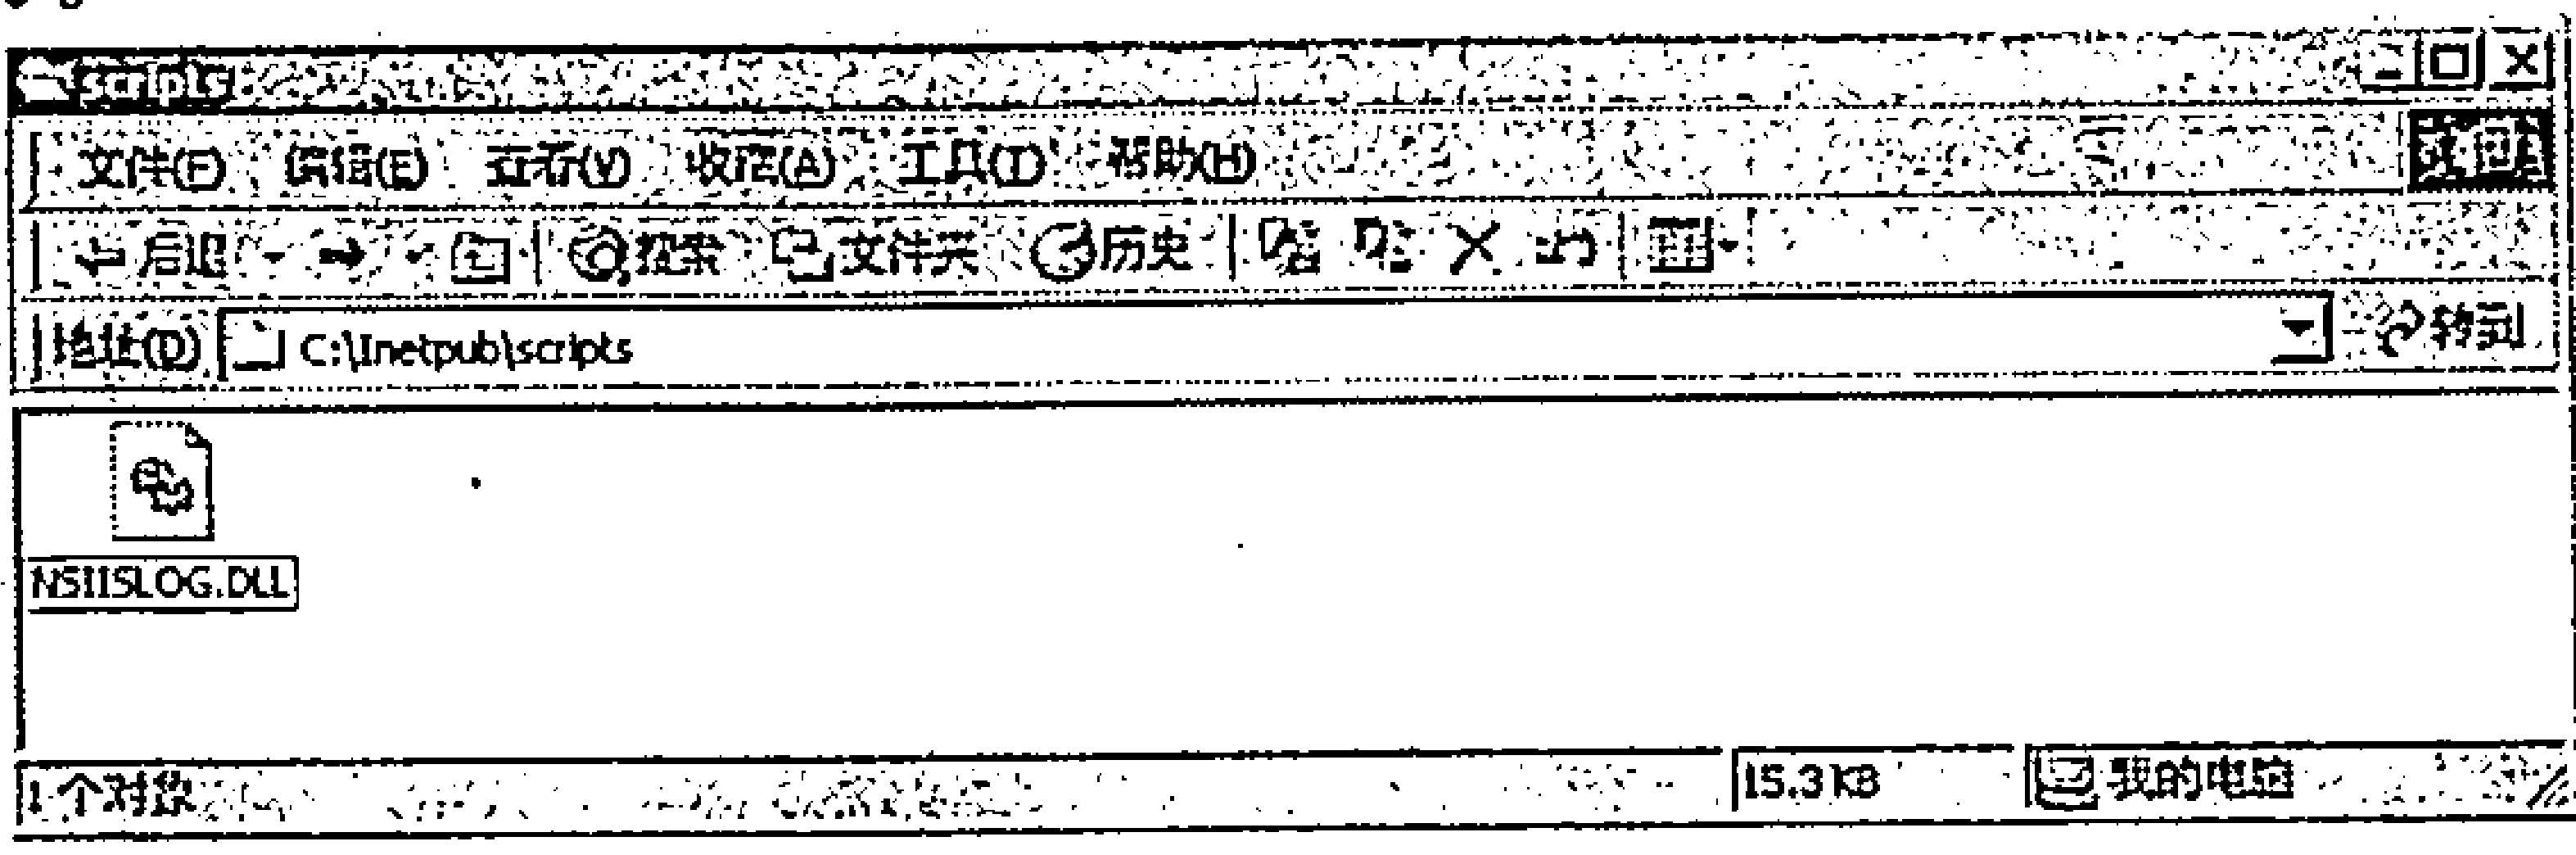 scripts
文件(F) 编辑(E) 查看(V) 收藏(A) 工具(T) 帮助(H)
后退 搜索 文件夹 历史
地址(D) C:\Inetpub\scripts 转到
NSIISLOG.DLL
1 个对象 15.3 KB 我的电脑